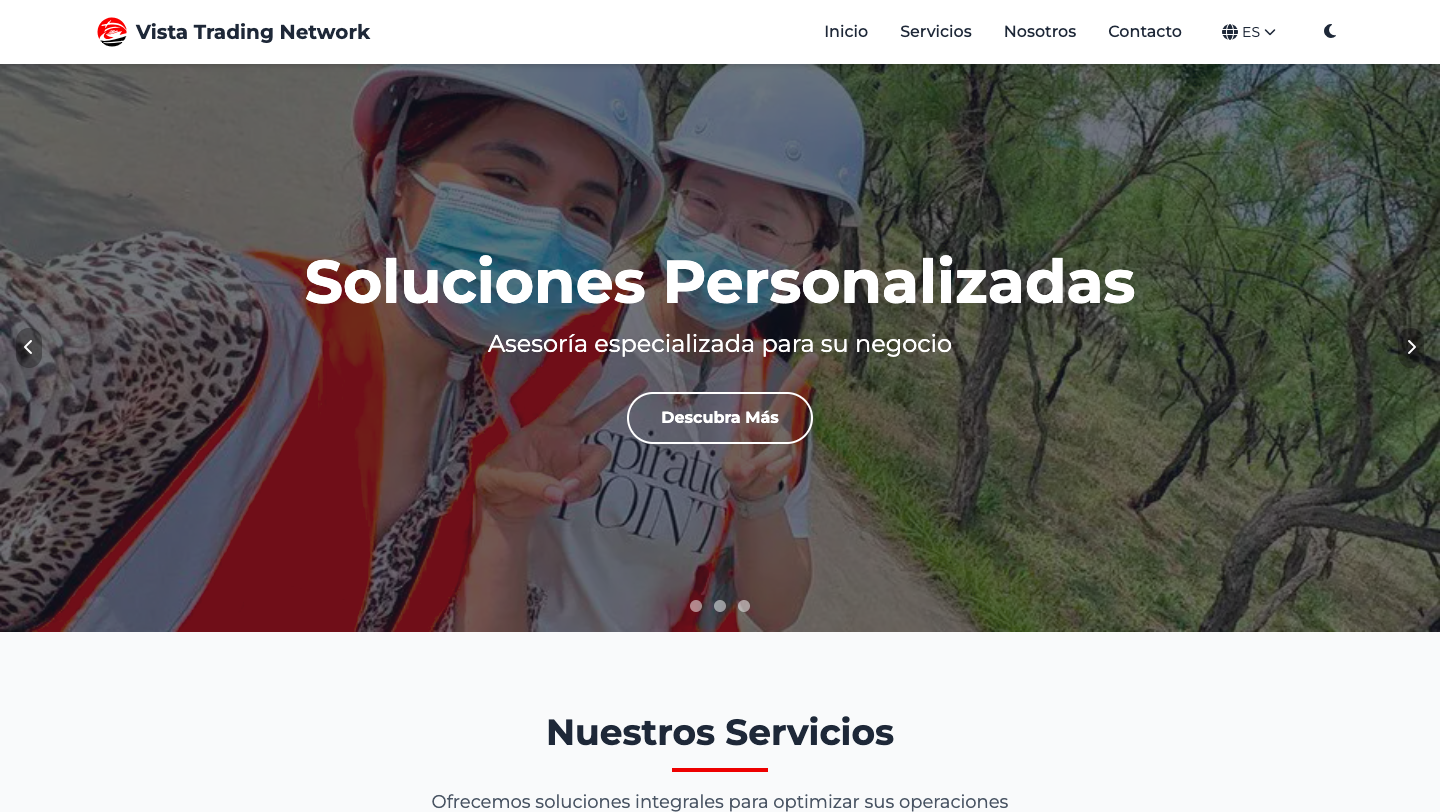 Vista Trading Network
Inicio
Servicios
Nosotros
Contacto
ES
Soluciones Personalizadas
Asesoría especializada para su negocio
Descubra Más
POINT
Nuestros Servicios
Ofrecemos soluciones integrales para optimizar sus operaciones